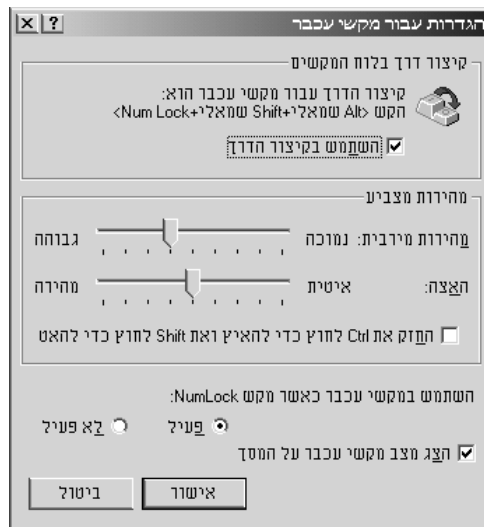 הגדרות עבור מקשי עכבר
קיצור דרך בלוח המקשים
קיצור הדרך עבור מקשי עכבר הוא:
הקש <Alt שמאלי+Shift שמאלי+Num Lock>
השתמש בקיצור הדרך
מהירות מצביע
מהירות מירבית: נמוכה גבוהה
האצה: איטית מהירה
החזק את Ctrl לחוץ כדי להאיץ ואת Shift לחוץ כדי להאט
השתמש במקשי עכבר כאשר מקש NumLock:
פעיל לא פעיל
הצג מצב מקשי עכבר על המסך
אישור ביטול